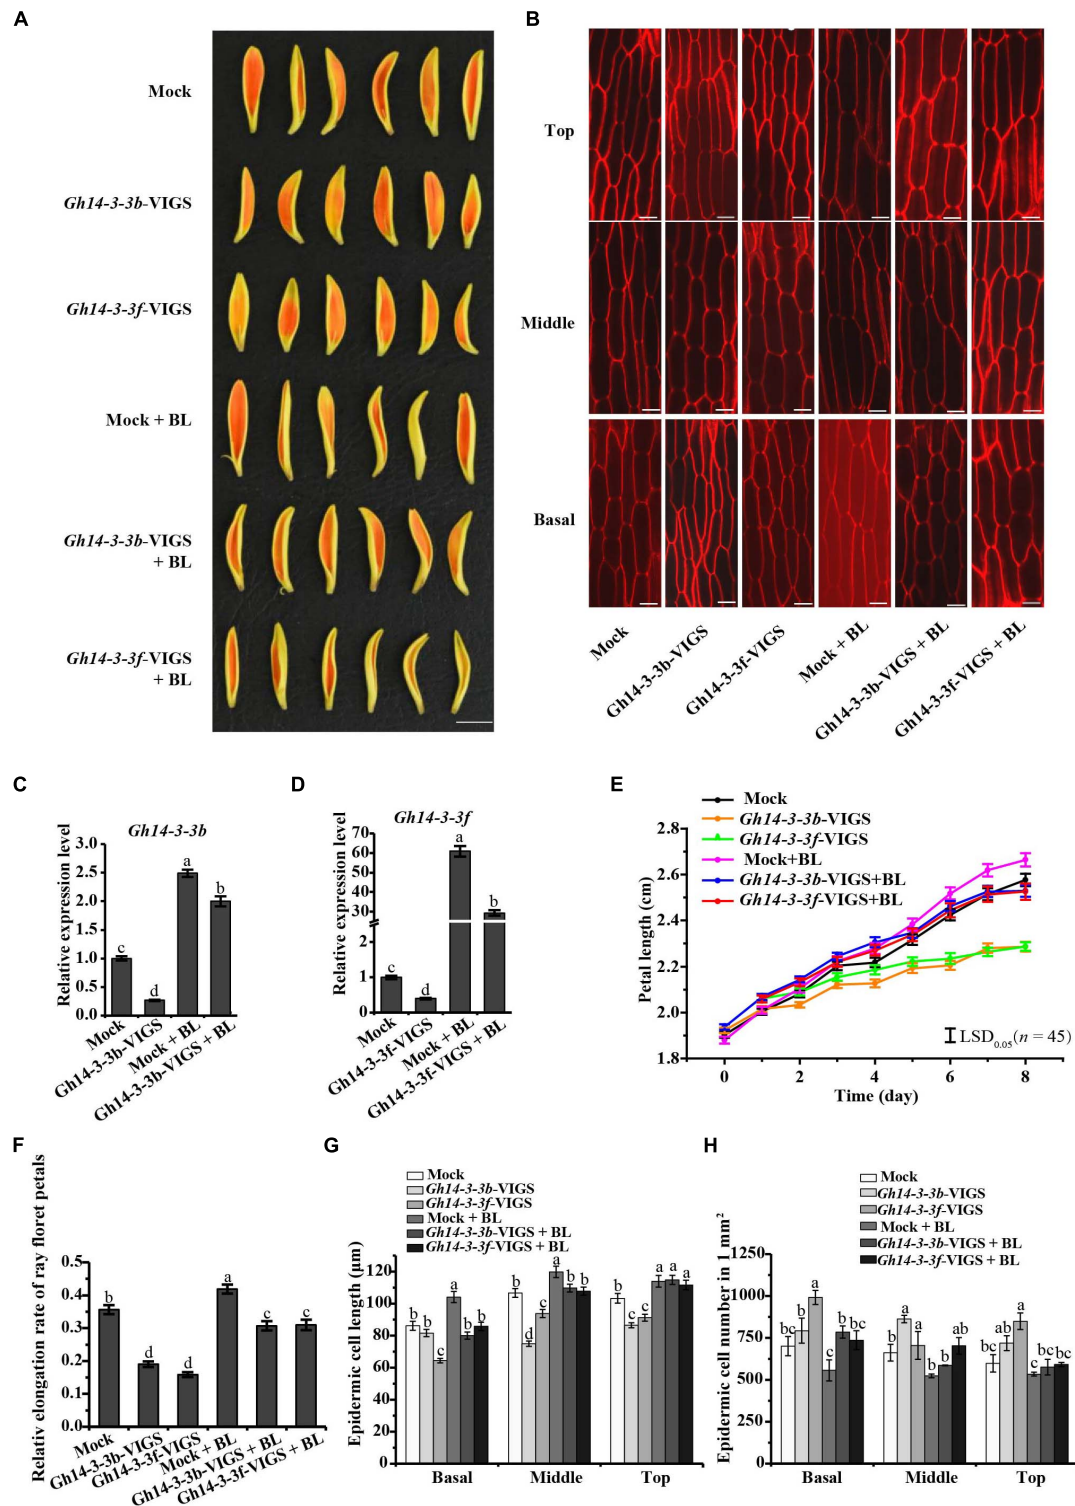 A
Mock
Gh14-3-3b-VIGS
Gh14-3-3f-VIGS
Mock + BL
Gh14-3-3b-VIGS
+ BL
Gh14-3-3f-VIGS
+ BL
B
Top
Middle
Basal
Mock
Gh14-3-3b-VIGS
Gh14-3-3f-VIGS
Mock + BL
Gh14-3-3b-VIGS + BL
Gh14-3-3f-VIGS + BL
C
Gh14-3-3b
Relative expression level
3.0
2.5
2.0
1.5
1.0
0.5
0.0
c
d
a
b
Mock
Gh14-3-3b-VIGS
Mock + BL
Gh14-3-3b-VIGS + BL
D
Gh14-3-3f
Relative expression level
70
60
50
40
30
2
1
0
c
d
a
b
Mock
Gh14-3-3f-VIGS
Mock + BL
Gh14-3-3f-VIGS + BL
E
Mock
Gh14-3-3b-VIGS
Gh14-3-3f-VIGS
Mock+BL
Gh14-3-3b-VIGS+BL
Gh14-3-3f-VIGS+BL
Petal length (cm)
2.8
2.6
2.4
2.2
2.0
1.8
LSD0.05(n = 45)
0
2
4
6
8
Time (day)
F
Relativ elongation rate of ray floret petals
0.5
0.4
0.3
0.2
0.1
0.0
b
d
d
a
c
c
Mock
Gh14-3-3b-VIGS
Gh14-3-3f-VIGS
Mock + BL
Gh14-3-3b-VIGS + BL
Gh14-3-3f-VIGS + BL
G
Mock
Gh14-3-3b-VIGS
Gh14-3-3f-VIGS
Mock + BL
Gh14-3-3b-VIGS + BL
Gh14-3-3f-VIGS + BL
Epidermic cell length (μm)
120
100
80
60
40
20
0
b b c a b b
b d c a b b
b c c a a a
Basal
Middle
Top
H
Mock
Gh14-3-3b-VIGS
Gh14-3-3f-VIGS
Mock + BL
Gh14-3-3b-VIGS + BL
Gh14-3-3f-VIGS + BL
Epidermic cell number in 1 mm2
1250
1000
750
500
250
0
bc b a c b bc
b a a b b ab
bc ab a bc bc bc
Basal
Middle
Top